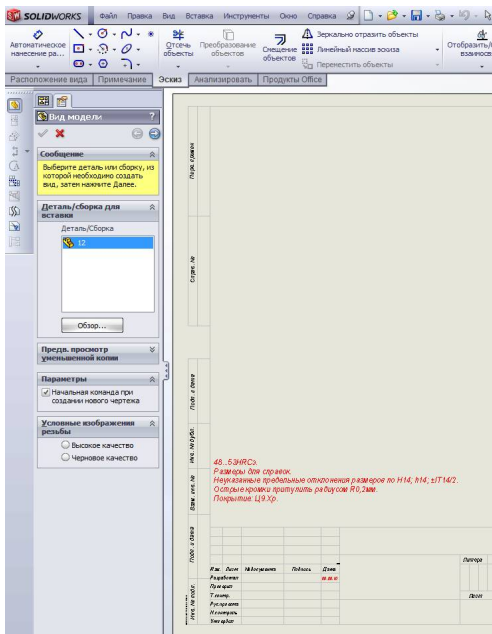 SOLIDWORKS Файл Правка Вид Вставка Инструменты Окно Справка
Автоматическое нанесение ра...
Отсечь объекты
Преобразование объектов
Смещение объектов
Зеркально отразить объекты
Линейный массив эскиза
Переместить объекты
Отобразить/
взаимосв
Расположение вида Примечание Эскиз Анализировать Продукты Office
Вид модели ?
Сообщение
Выберите деталь или сборку, из
которой необходимо создать
вид, затем нажмите Далее.
Деталь/сборка для
вставки
Деталь/Сборка
12
Обзор...
Предв. просмотр
уменьшенной копии
Параметры
Начальная команда при
создании нового чертежа
Условные изображения
резьбы
Высокое качество
Черновое качество
Перв. примен
Справ. №
Подп. и дата
Инв. № дубл.
Взам. инв. №
Подп. и дата
Инв. № подл.
48...53HRCэ.
Размеры для справок.
Неуказанные предельные отклонения размеров по H14; h14; ±IT14/2.
Острые кромки притупить радиусом R0,2мм.
Покрытие: Ц9.Хр.
Изм. Лист № документа Подпись Дата
Разработал
Проверил
Т.контр.
Н.контроль
Утвердил
Литера
Лист